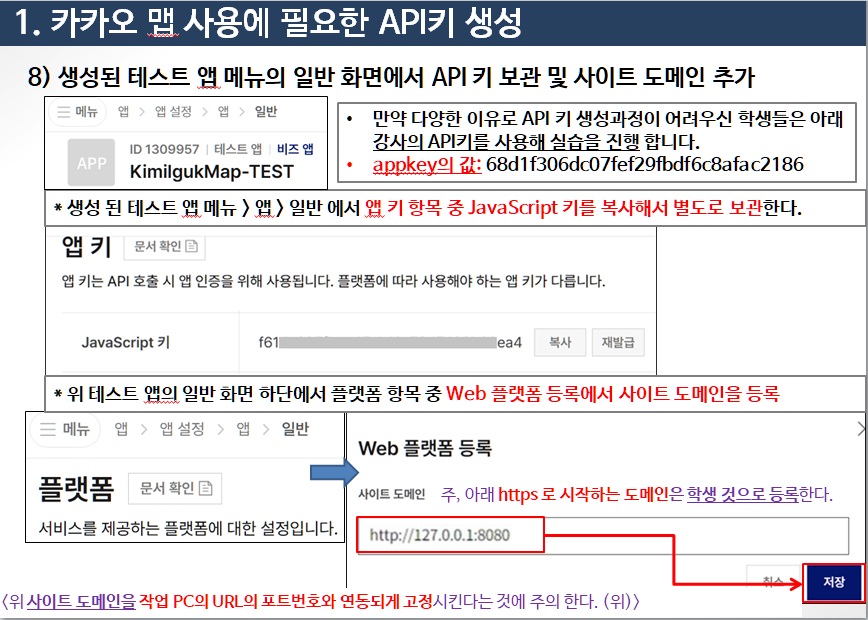 1. 카카오 맵 사용에 필요한 API키 생성
8) 생성된 테스트 앱 메뉴의 일반 화면에서 API 키 보관 및 사이트 도메인 추가
메뉴 앱 > 앱 설정 > 앱 > 일반
APP
ID 1309957 | 테스트 앱 | 비즈 앱
KimilgukMap-TEST
• 만약 다양한 이유로 API 키 생성과정이 어려우신 학생들은 아래
강사의 API키를 사용해 실습을 진행 합니다.
• appkey의 값: 68d1f306dc07fef29fbdf6c8afac2186
* 생성 된 테스트 앱 메뉴 > 앱 > 일반 에서 앱 키 항목 중 JavaScript 키를 복사해서 별도로 보관한다.
앱 키 문서 확인
앱 키는 API 호출 시 앱 인증을 위해 사용됩니다. 플랫폼에 따라 사용해야 하는 앱 키가 다릅니다.
JavaScript 키 f61 ea4 복사 재발급
* 위 테스트 앱의 일반 화면 하단에서 플랫폼 항목 중 Web 플랫폼 등록에서 사이트 도메인을 등록
메뉴 앱 > 앱 설정 > 앱 > 일반
플랫폼 문서 확인
서비스를 제공하는 플랫폼에 대한 설정입니다.
Web 플랫폼 등록
사이트 도메인 주, 아래 https 로 시작하는 도메인은 학생 것으로 등록한다.
http://127.0.0.1:8080
취소 저장
<위 사이트 도메인을 작업 PC의 URL의 포트번호와 연동되게 고정시킨다는 것에 주의 한다. (위)>